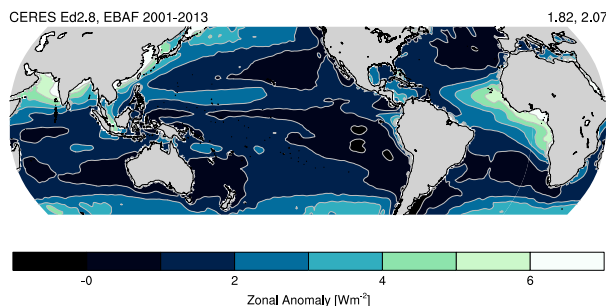 CERES Ed2.8, EBAF 2001-2013
1.82, 2.07
-0 2 4 6
Zonal Anomaly [Wm⁻²]